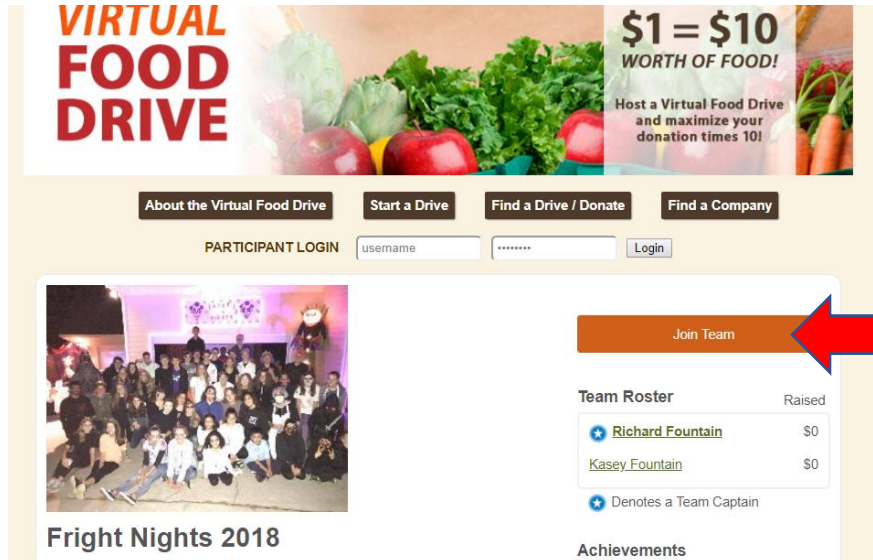 VIRTUAL
FOOD
DRIVE
$1 = $10
WORTH OF FOOD!
Host a Virtual Food Drive
and maximize your
donation times 10!
About the Virtual Food Drive
Start a Drive
Find a Drive / Donate
Find a Company
PARTICIPANT LOGIN
username
••••••••
Login
Join Team
Team Roster
Raised
Richard Fountain
$0
Kasey Fountain
$0
Denotes a Team Captain
Fright Nights 2018
Achievements